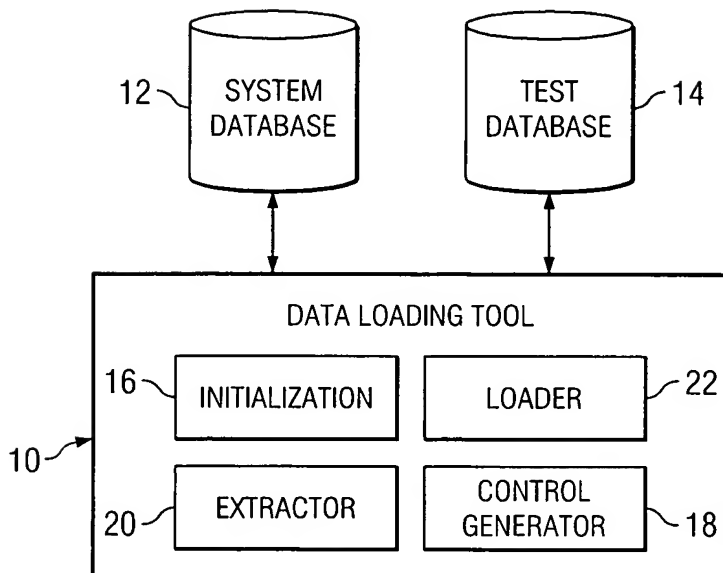 12
SYSTEM
DATABASE
TEST
DATABASE
14
DATA LOADING TOOL
16
INITIALIZATION
LOADER
22
10
20
EXTRACTOR
CONTROL
GENERATOR
18